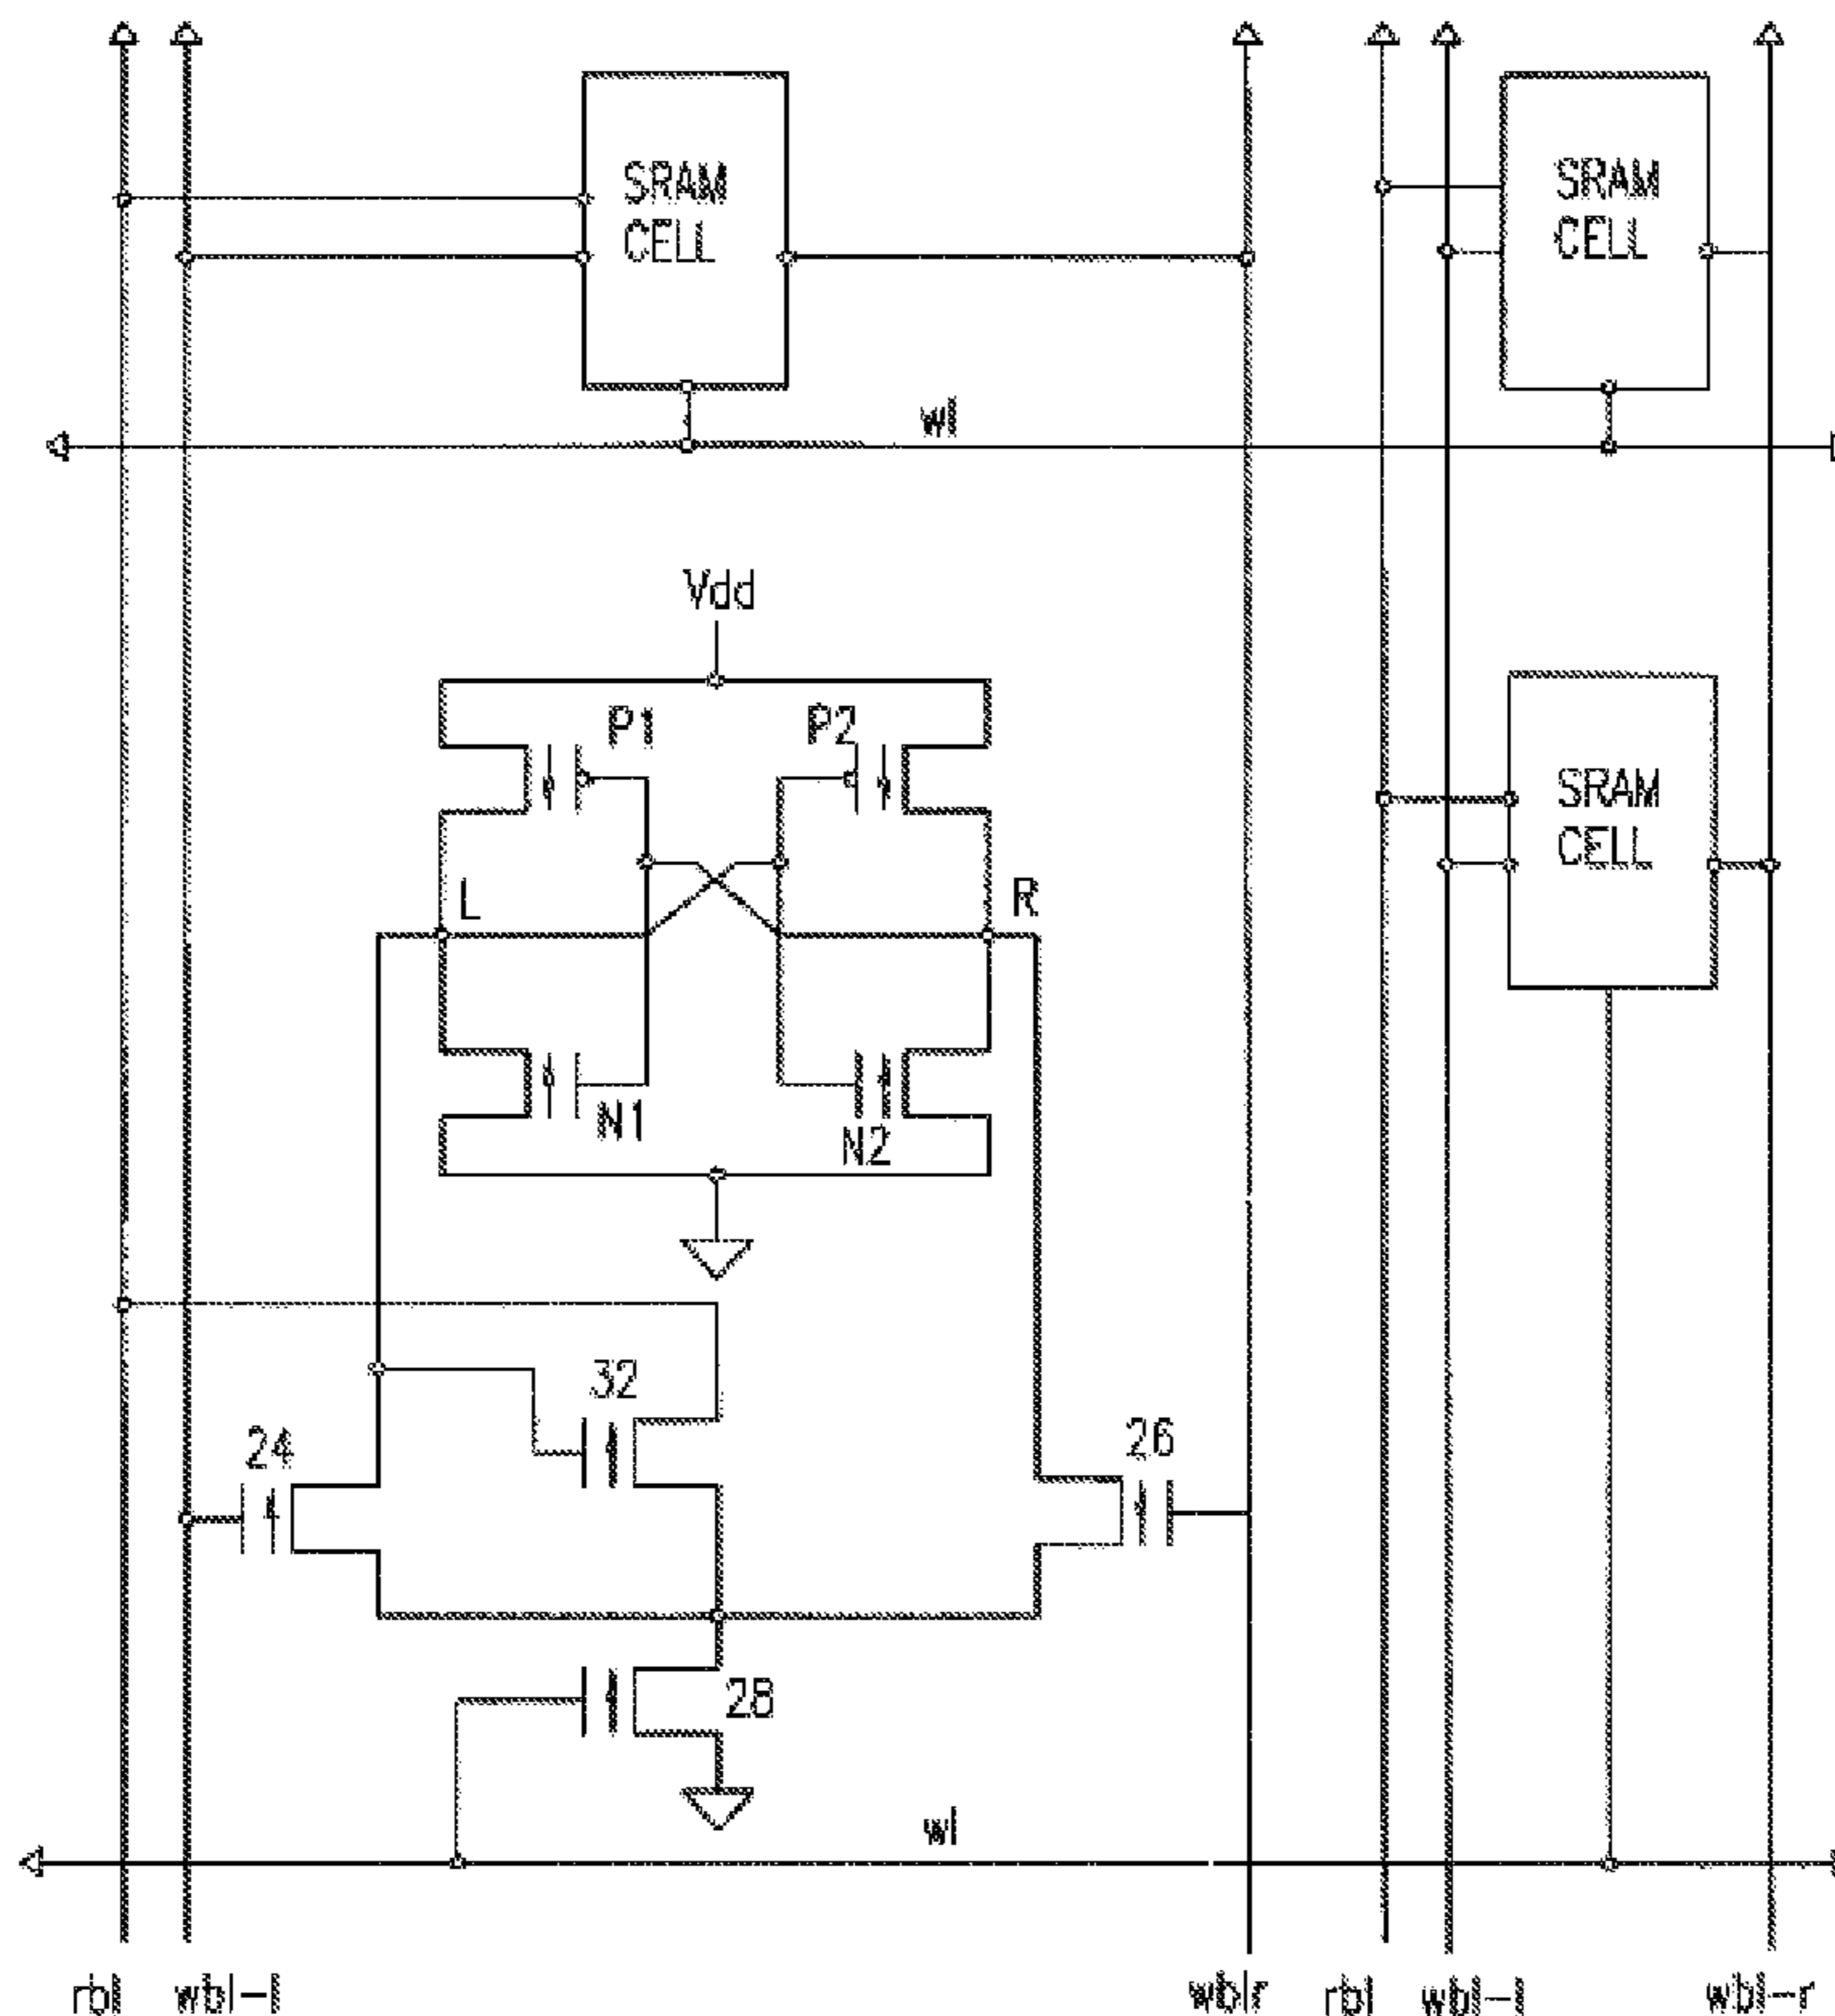 SRAM
CELL
SRAM
CELL
wl
Vdd
P1
P2
SRAM
CELL
L
R
N1
N2
32
24
26
28
wl
rbl
wbl-l
wblr
rbl
wbl-l
wbl-r